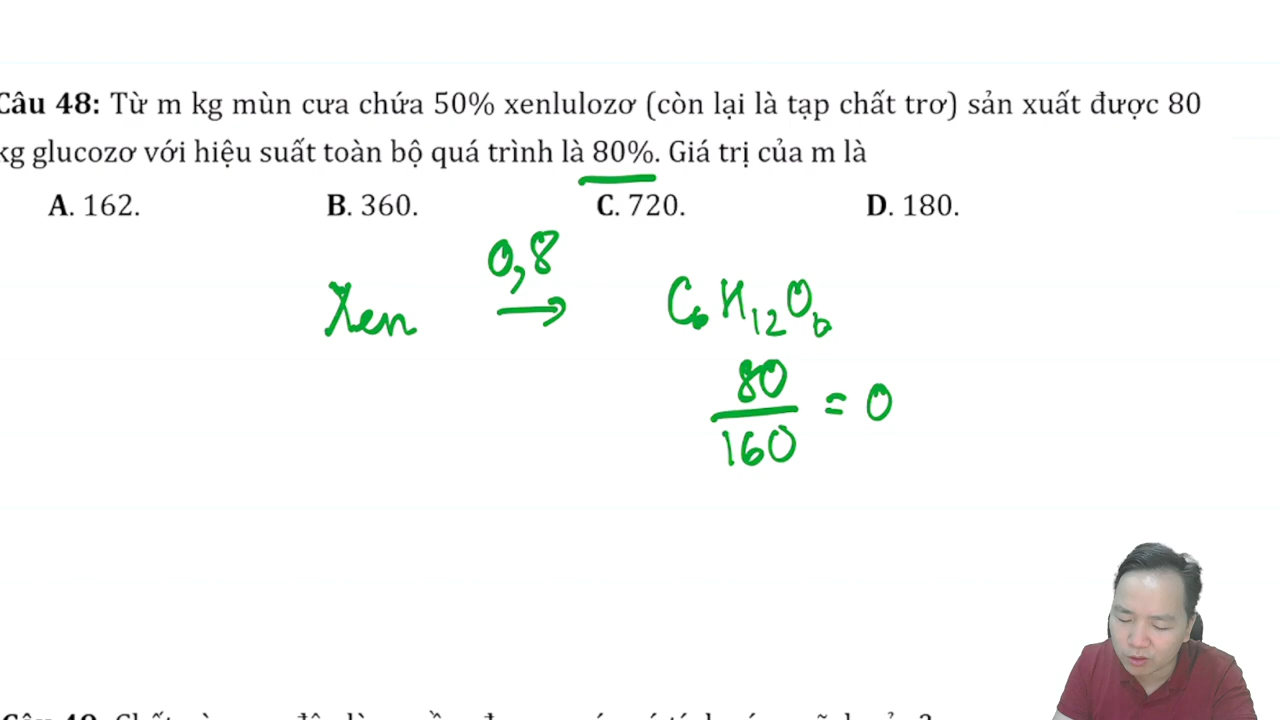 Câu 48: Từ m kg mùn cưa chứa 50% xenlulozơ (còn lại là tạp chất trơ) sản xuất được 80
kg glucozơ với hiệu suất toàn bộ quá trình là 80%. Giá trị của m là
A. 162. B. 360. C. 720. D. 180.
0,8
Xen → C6H12O6
80
160 = 0